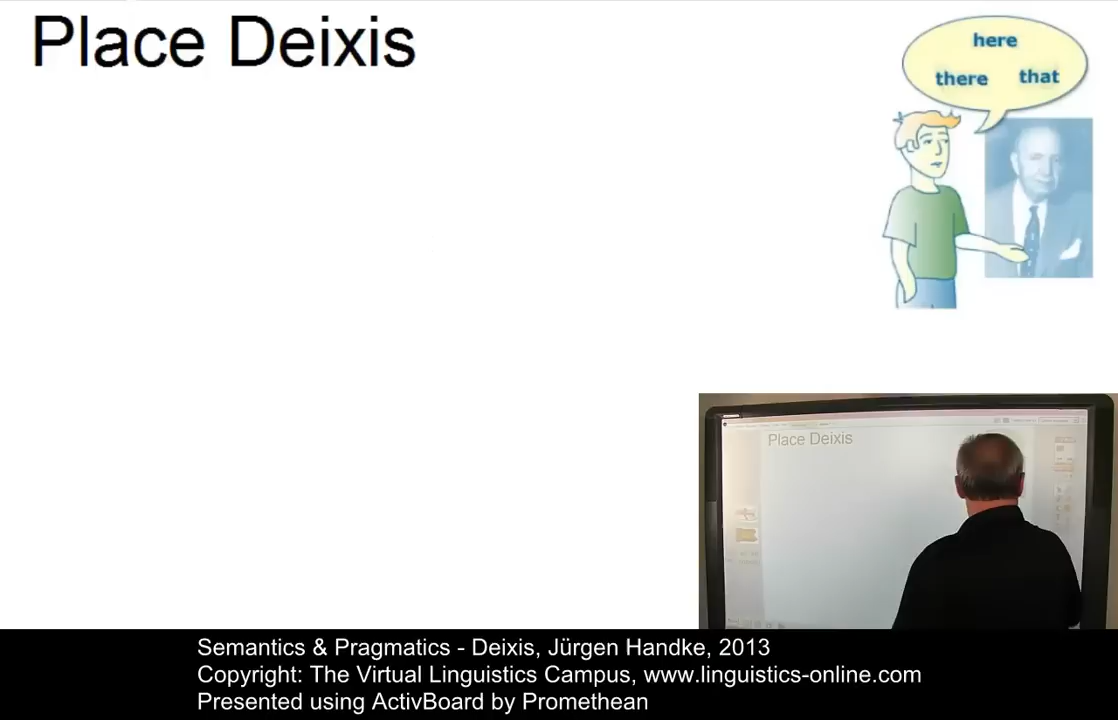 Place Deixis
here
there that
Place Deixis
Semantics & Pragmatics - Deixis, Jürgen Handke, 2013
Copyright: The Virtual Linguistics Campus, www.linguistics-online.com
Presented using ActivBoard by Promethean